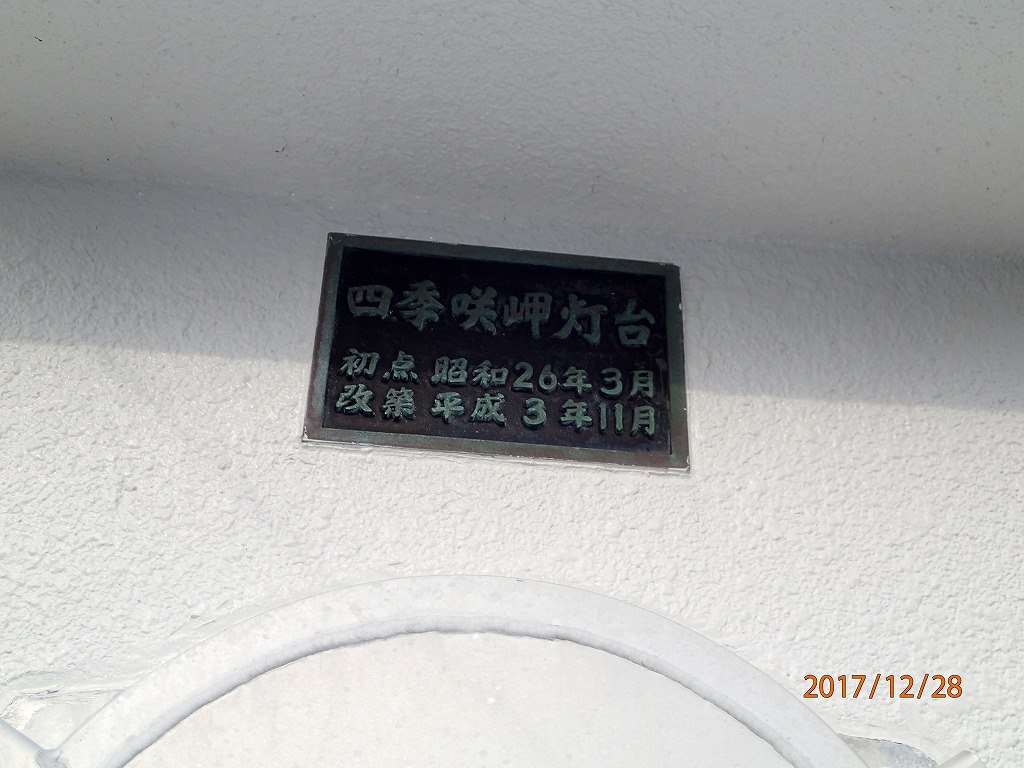 四季咲岬灯台
初点 昭和26年3月
改築 平成 3 年11月
2017/12/28